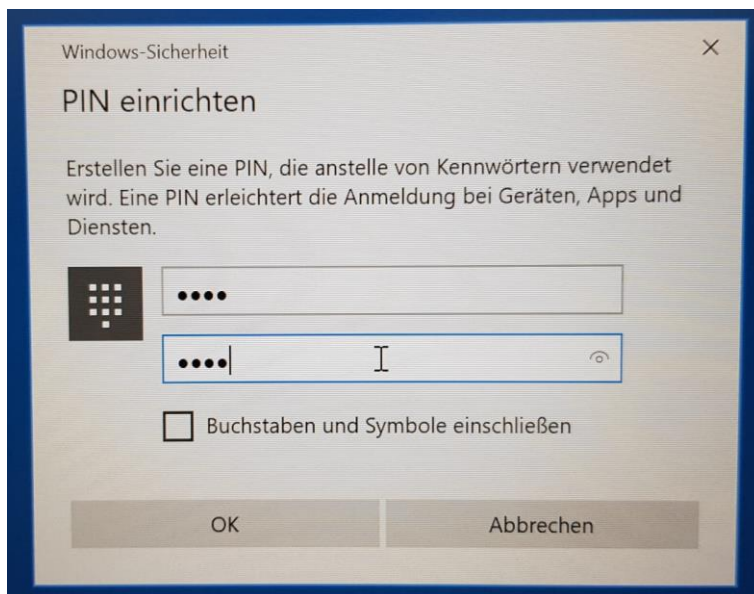 Windows-Sicherheit
PIN einrichten
Erstellen Sie eine PIN, die anstelle von Kennwörtern verwendet
wird. Eine PIN erleichtert die Anmeldung bei Geräten, Apps und
Diensten.
••••
••••
Buchstaben und Symbole einschließen
OK
Abbrechen